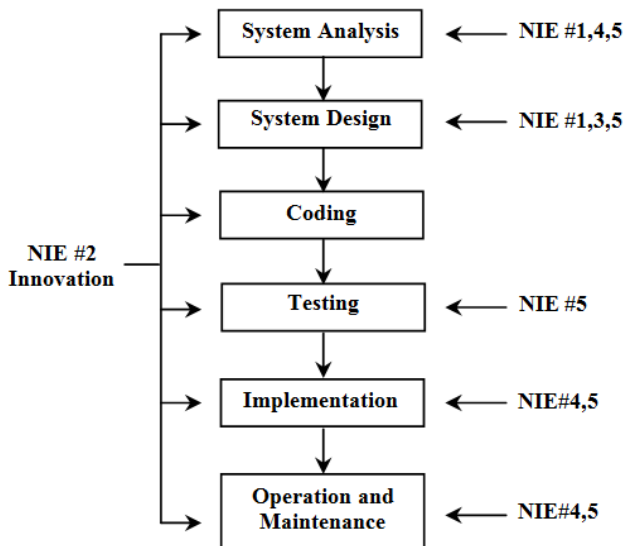 System Analysis
NIE #1,4,5
System Design
NIE #1,3,5
Coding
NIE #2
Innovation
Testing
NIE #5
Implementation
NIE#4,5
Operation and
Maintenance
NIE#4,5